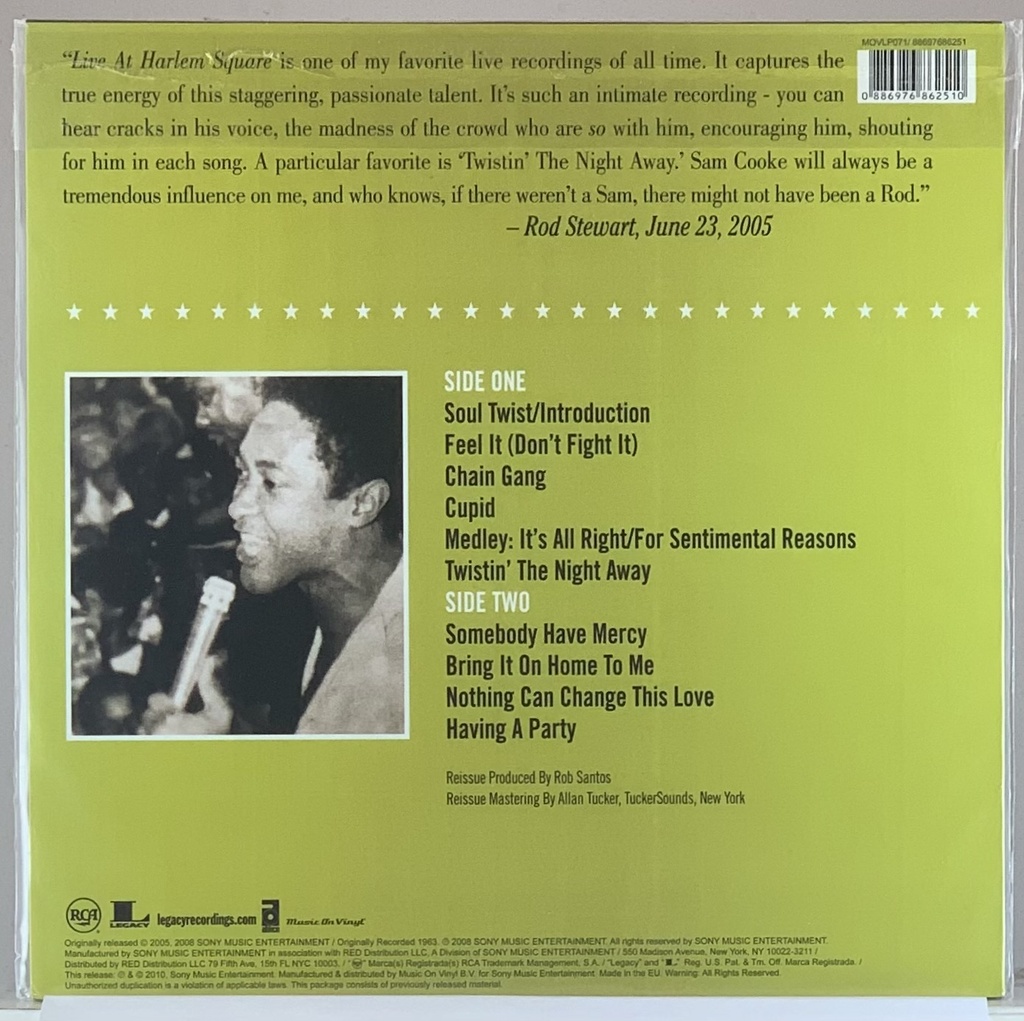 MOVLP071/ 88697686251
"Live At Harlem Square is one of my favorite live recordings of all time. It captures the
0 886976 862510
true energy of this staggering, passionate talent. It's such an intimate recording - you can
hear cracks in his voice, the madness of the crowd who are so with him, encouraging him, shouting
for him in each song. A particular favorite is 'Twistin' The Night Away.' Sam Cooke will always be a
tremendous influence on me, and who knows, if there weren't a Sam, there might not have been a Rod."
– Rod Stewart, June 23, 2005
SIDE ONE
Soul Twist/Introduction
Feel It (Don't Fight It)
Chain Gang
Cupid
Medley: It's All Right/For Sentimental Reasons
Twistin' The Night Away
SIDE TWO
Somebody Have Mercy
Bring It On Home To Me
Nothing Can Change This Love
Having A Party
Reissue Produced By Rob Santos
Reissue Mastering By Allan Tucker, TuckerSounds, New York
RCA LEGACY legacyrecordings.com Music On Vinyl
Originally released © 2005, 2008 SONY MUSIC ENTERTAINMENT / Originally Recorded 1963. ℗ 2008 SONY MUSIC ENTERTAINMENT. All rights reserved by SONY MUSIC ENTERTAINMENT.
Manufactured by SONY MUSIC ENTERTAINMENT in association with RED Distribution LLC, A Division of SONY MUSIC ENTERTAINMENT / 550 Madison Avenue, New York, NY 10022-3211 /
Distributed by RED Distribution LLC 79 Fifth Ave. 15th FL NYC 10003. / " " Marca(s) Registrada(s) RCA Trademark Management, S.A. / "Legacy" and " L " Reg. U.S. Pat. & Tm. Off. Marca Registrada. /
This release: ℗ & © 2010, Sony Music Entertainment. Manufactured & distributed by Music On Vinyl B.V. for Sony Music Entertainment. Made in the EU. Warning: All Rights Reserved.
Unauthorized duplication is a violation of applicable laws. This package consists of previously released material.